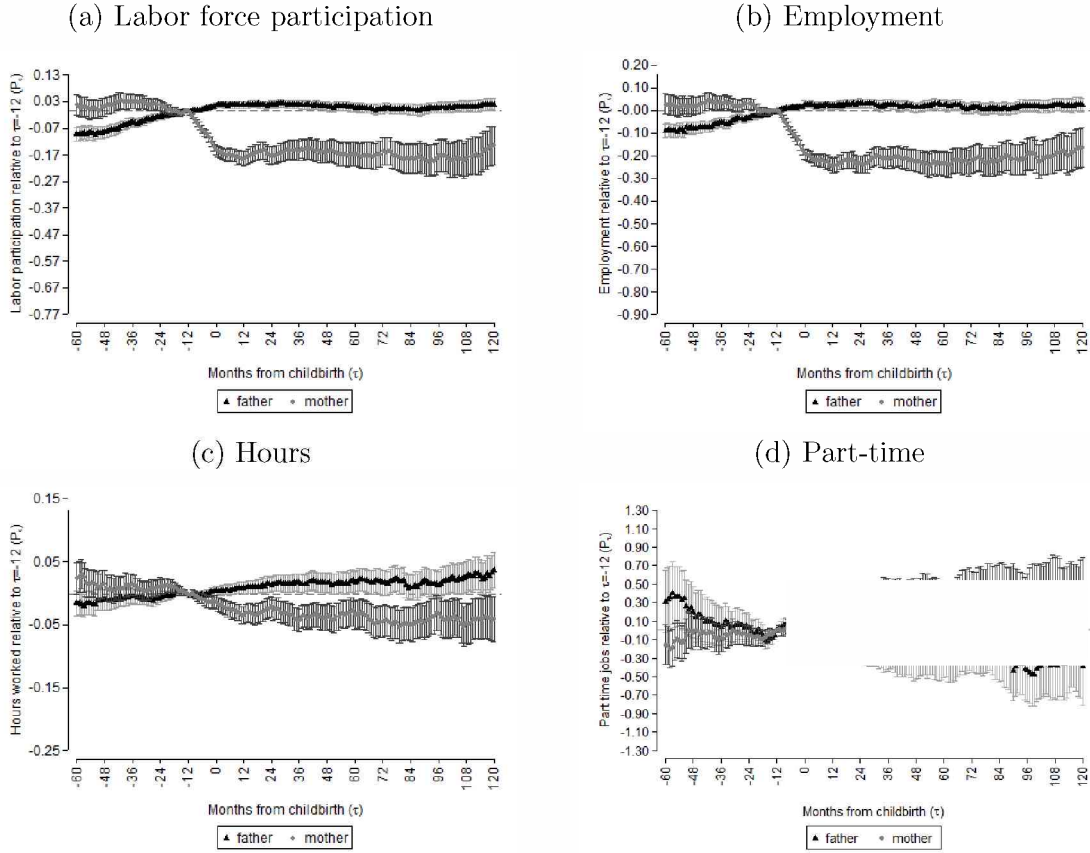 (a) Labor force participation
Labor participation relative to τ=-12 (Pτ)
0.13
0.03
-0.07
-0.17
-0.27
-0.37
-0.47
-0.57
-0.67
-0.77
-60 -48 -36 -24 -12 0 12 24 36 48 60 72 84 96 108 120
Months from childbirth (τ)
father mother
(b) Employment
Employment relative to τ=-12 (Pτ)
0.20
0.10
-0.00
-0.10
-0.20
-0.30
-0.40
-0.50
-0.60
-0.70
-0.80
-0.90
-60 -48 -36 -24 -12 0 12 24 36 48 60 72 84 96 108 120
Months from childbirth (τ)
father mother
(c) Hours
Hours worked relative to τ=-12 (Pτ)
0.15
0.05
-0.05
-0.15
-0.25
-60 -48 -36 -24 -12 0 12 24 36 48 60 72 84 96 108 120
Months from childbirth (τ)
father mother
(d) Part-time
Part time jobs relative to τ=-12 (Pτ)
1.30
1.10
0.90
0.70
0.50
0.30
0.10
-0.10
-0.30
-0.50
-0.70
-0.90
-1.10
-1.30
-60 -48 -36 -24 -12 0 12 24 36 48 60 72 84 96 108 120
Months from childbirth (τ)
father mother